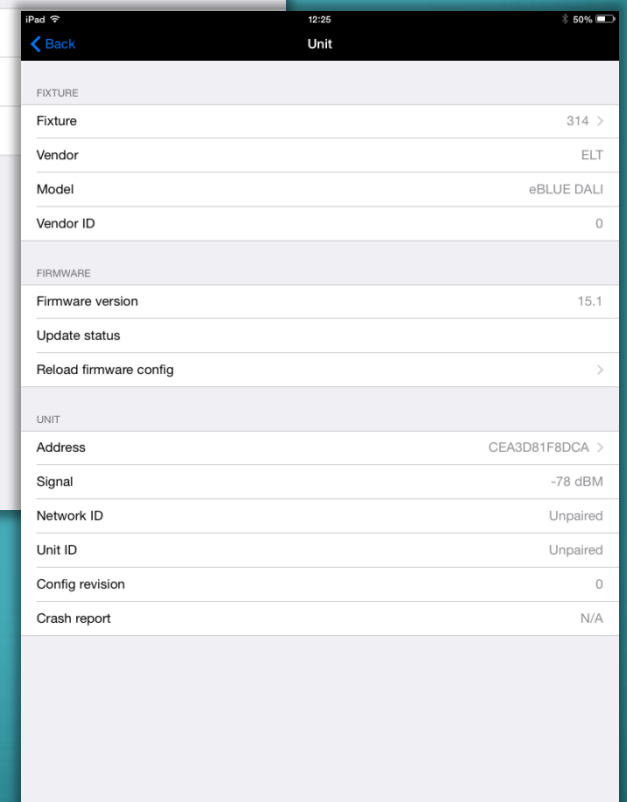 iPad 12:25 50%
Back Unit
FIXTURE
Fixture 314
Vendor ELT
Model eBLUE DALI
Vendor ID 0
FIRMWARE
Firmware version 15.1
Update status
Reload firmware config
UNIT
Address CEA3D81F8DCA
Signal -78 dBM
Network ID Unpaired
Unit ID Unpaired
Config revision 0
Crash report N/A